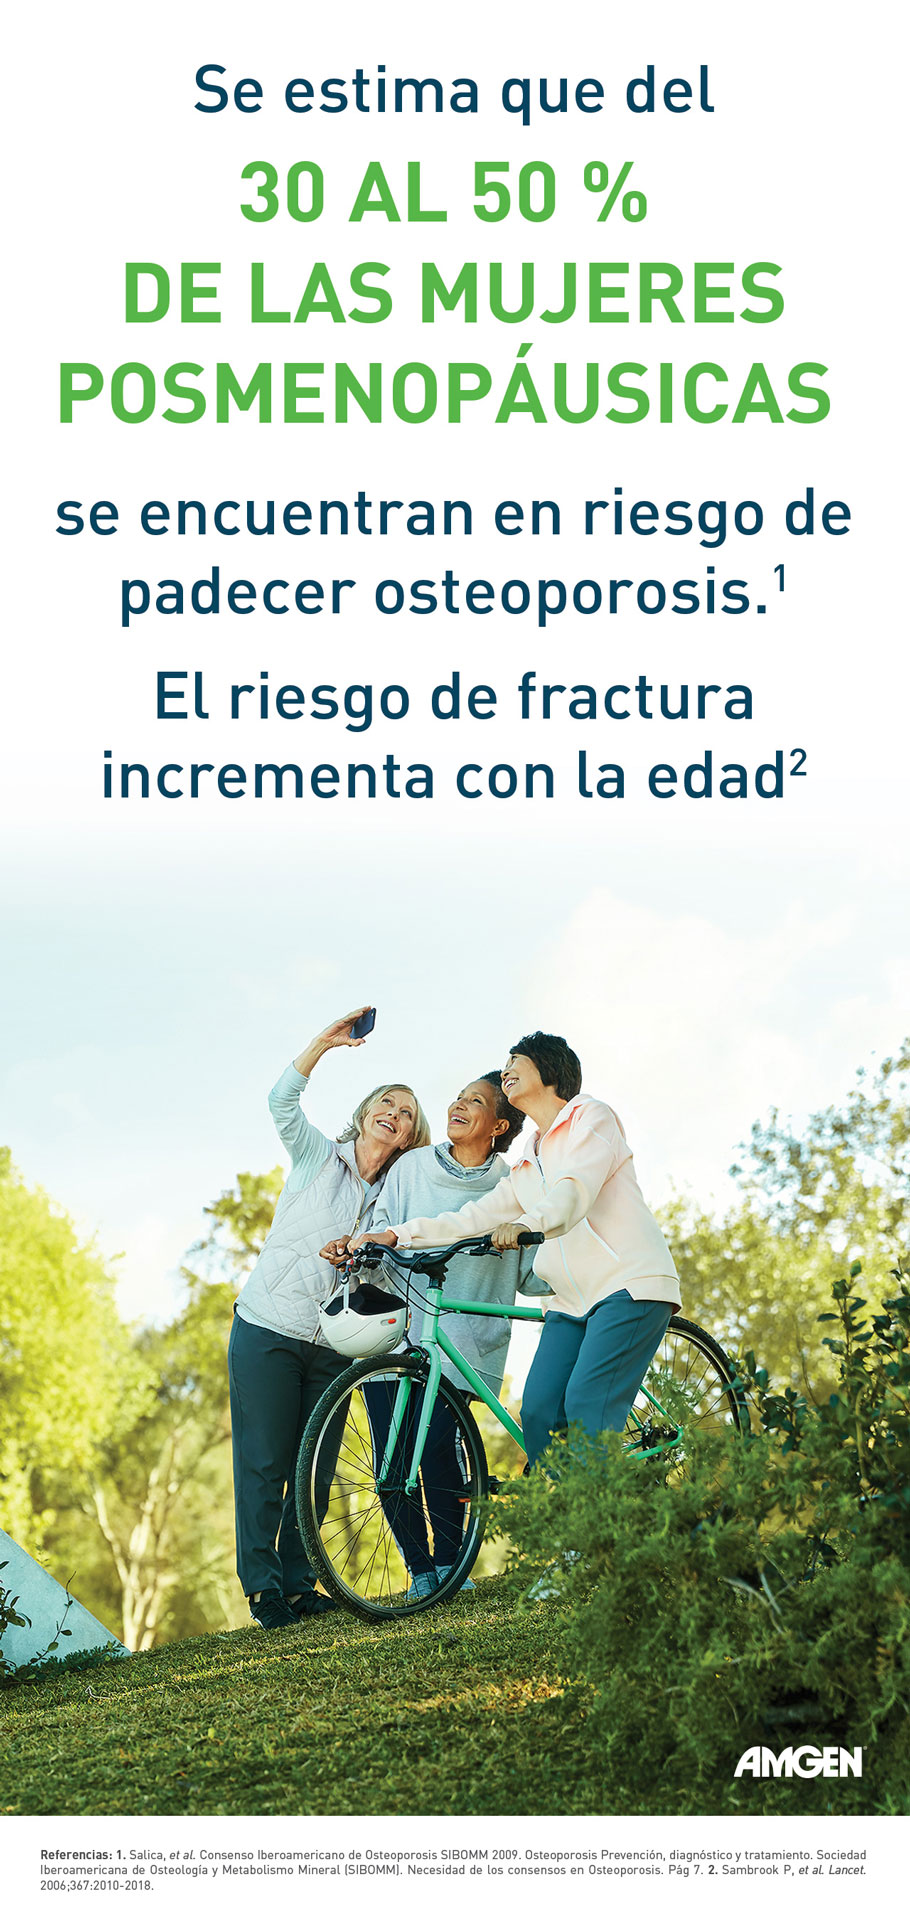 Se estima que del
30 AL 50 %
DE LAS MUJERES
POSMENOPÁUSICAS
se encuentran en riesgo de
padecer osteoporosis.¹
El riesgo de fractura
incrementa con la edad²
AMGEN®
Referencias: 1. Salica, et al. Consenso Iberoamericano de Osteoporosis SIBOMM 2009. Osteoporosis Prevención, diagnóstico y tratamiento. Sociedad
Iberoamericana de Osteología y Metabolismo Mineral (SIBOMM). Necesidad de los consensos en Osteoporosis. Pág 7. 2. Sambrook P, et al. Lancet.
2006;367:2010-2018.